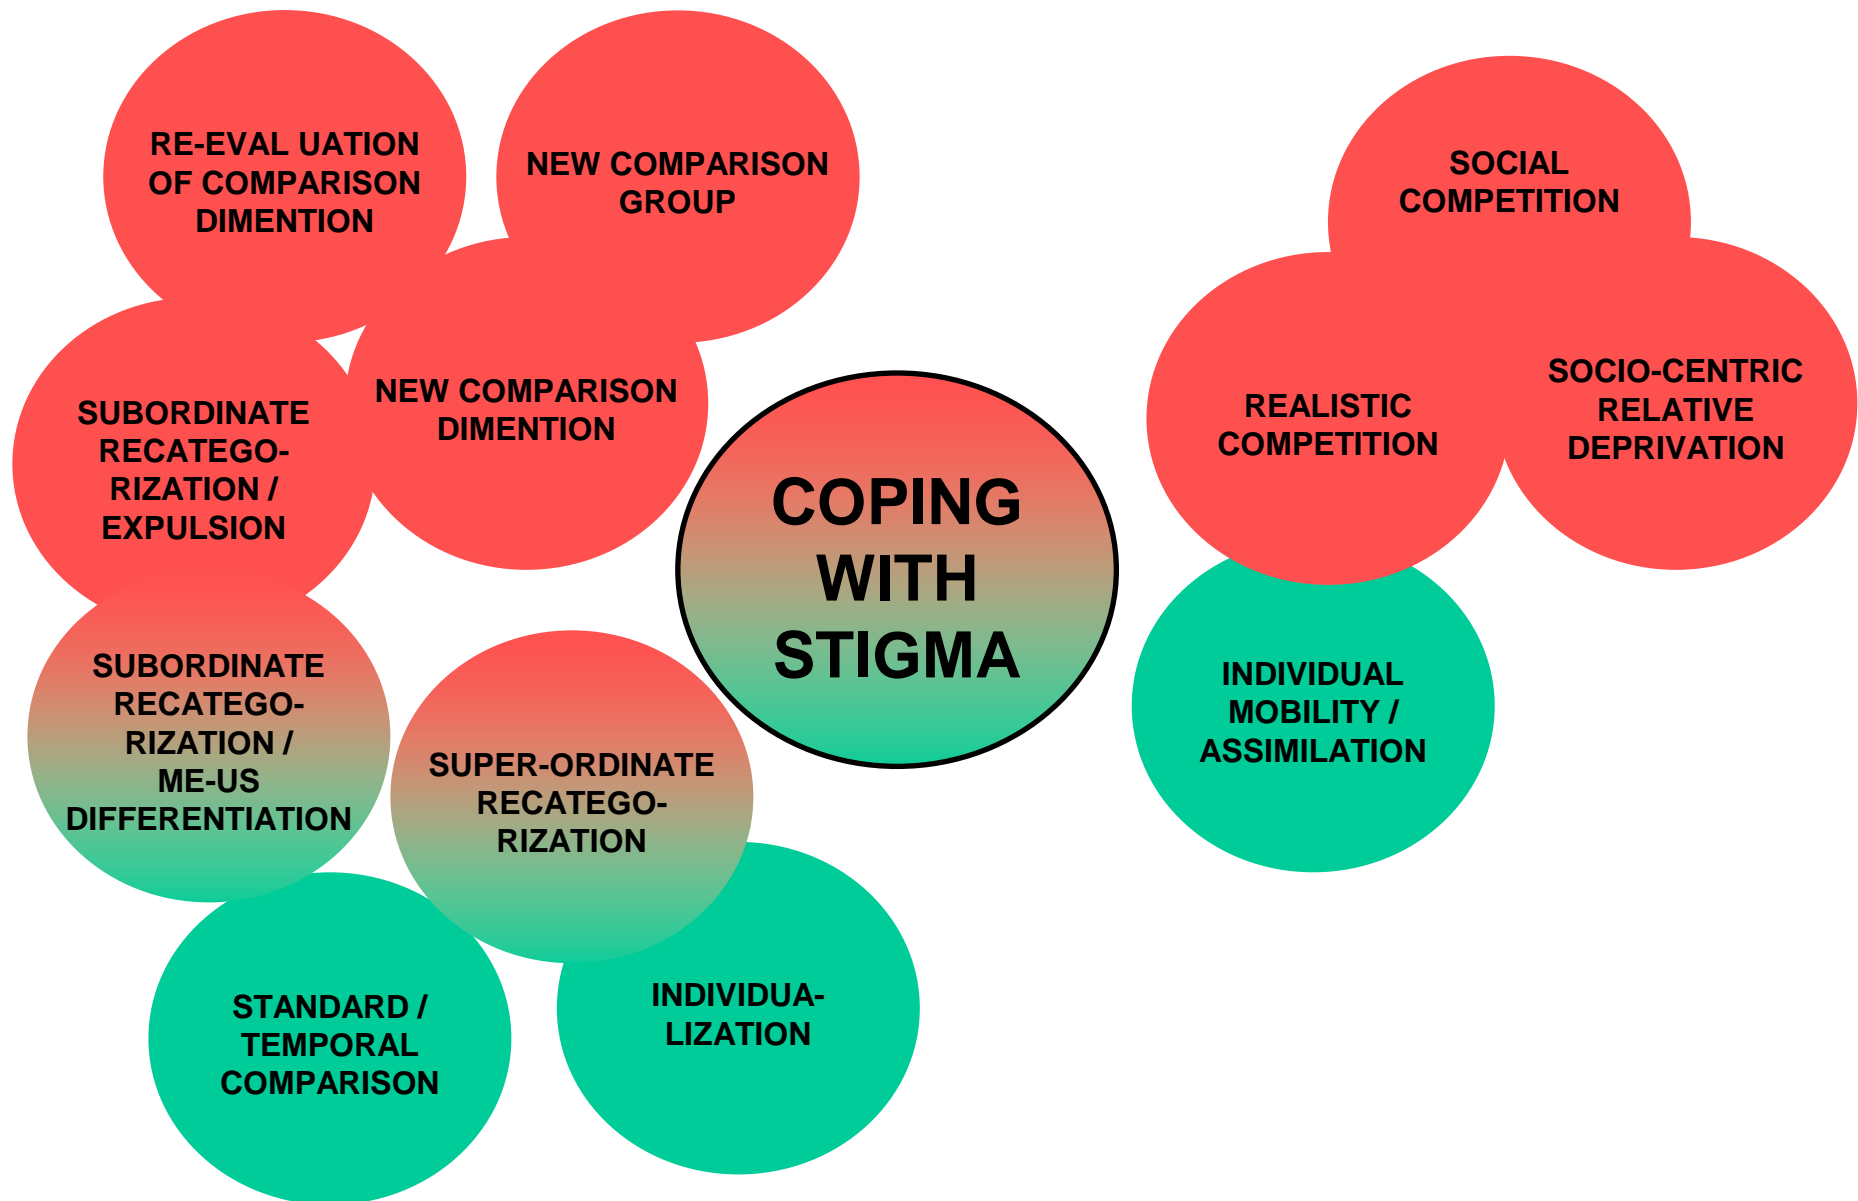 RE-EVAL UATION
OF COMPARISON
DIMENTION
NEW COMPARISON
GROUP
SOCIAL
COMPETITION
SUBORDINATE
RECATEGO-
RIZATION /
EXPULSION
NEW COMPARISON
DIMENTION
COPING
WITH
STIGMA
REALISTIC
COMPETITION
SOCIO-CENTRIC
RELATIVE
DEPRIVATION
SUBORDINATE
RECATEGO-
RIZATION /
ME-US
DIFFERENTIATION
SUPER-ORDINATE
RECATEGO-
RIZATION
INDIVIDUAL
MOBILITY /
ASSIMILATION
STANDARD /
TEMPORAL
COMPARISON
INDIVIDUA-
LIZATION